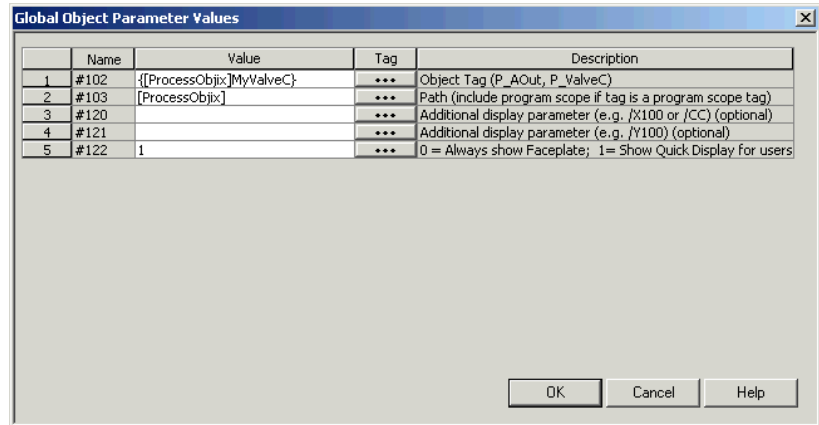 Global Object Parameter Values
Name Value Tag Description
1 #102 {[ProcessObjix]MyValveC} ••• Object Tag (P_AOut, P_ValveC)
2 #103 [ProcessObjix] ••• Path (include program scope if tag is a program scope tag)
3 #120 ••• Additional display parameter (e.g. /X100 or /CC) (optional)
4 #121 ••• Additional display parameter (e.g. /Y100) (optional)
5 #122 1 ••• 0 = Always show Faceplate; 1= Show Quick Display for users
OK Cancel Help